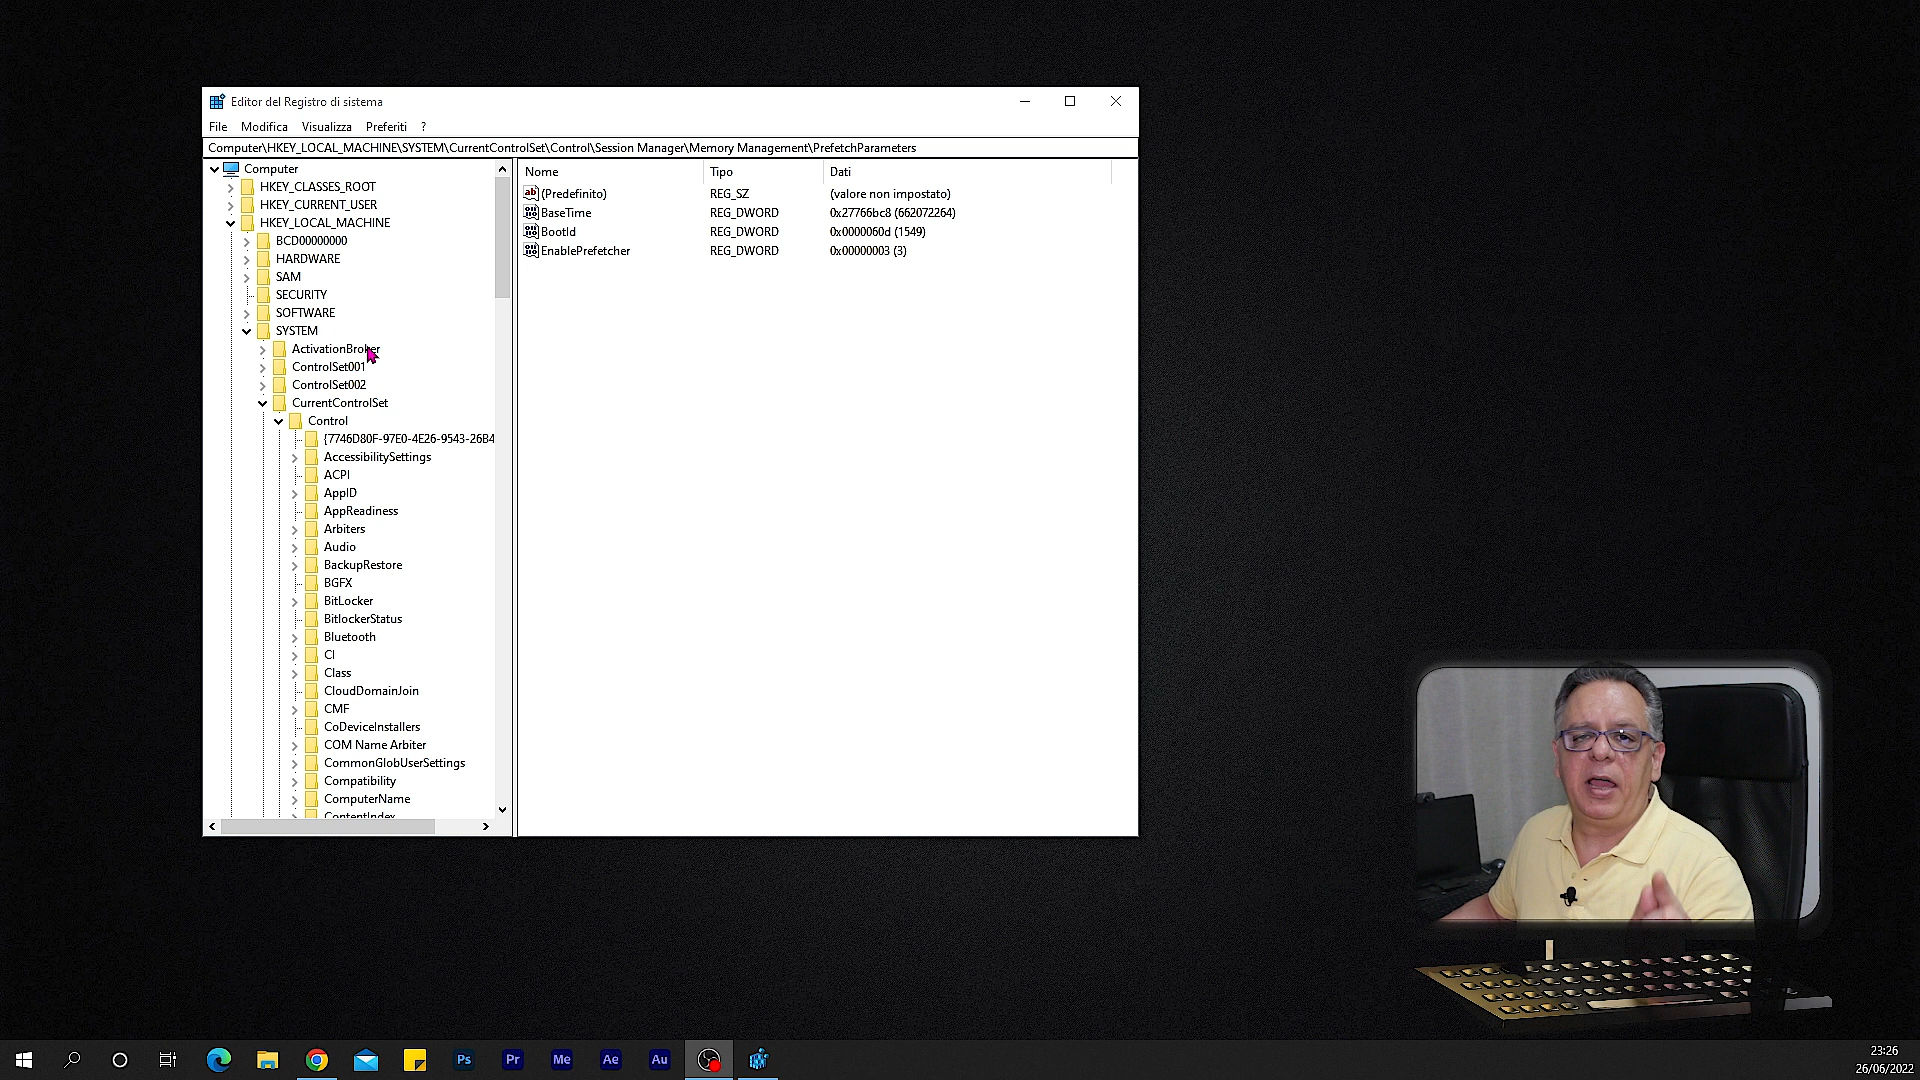 Editor del Registro di sistema
File Modifica Visualizza Preferiti ?
Computer\HKEY_LOCAL_MACHINE\SYSTEM\CurrentControlSet\Control\Session Manager\Memory Management\PrefetchParameters
Computer
HKEY_CLASSES_ROOT
HKEY_CURRENT_USER
HKEY_LOCAL_MACHINE
BCD00000000
HARDWARE
SAM
SECURITY
SOFTWARE
SYSTEM
ActivationBroker
ControlSet001
ControlSet002
CurrentControlSet
Control
{7746D80F-97E0-4E26-9543-26B4
AccessibilitySettings
ACPI
AppID
AppReadiness
Arbiters
Audio
BackupRestore
BGFX
BitLocker
BitlockerStatus
Bluetooth
CI
Class
CloudDomainJoin
CMF
CoDeviceInstallers
COM Name Arbiter
CommonGlobUserSettings
Compatibility
ComputerName
ContentIndex
Nome Tipo Dati
(Predefinito) REG_SZ (valore non impostato)
BaseTime REG_DWORD 0x27766bc8 (662072264)
BootId REG_DWORD 0x0000060d (1549)
EnablePrefetcher REG_DWORD 0x00000003 (3)
Ps Pr Me Ae Au
23:26
26/06/2022